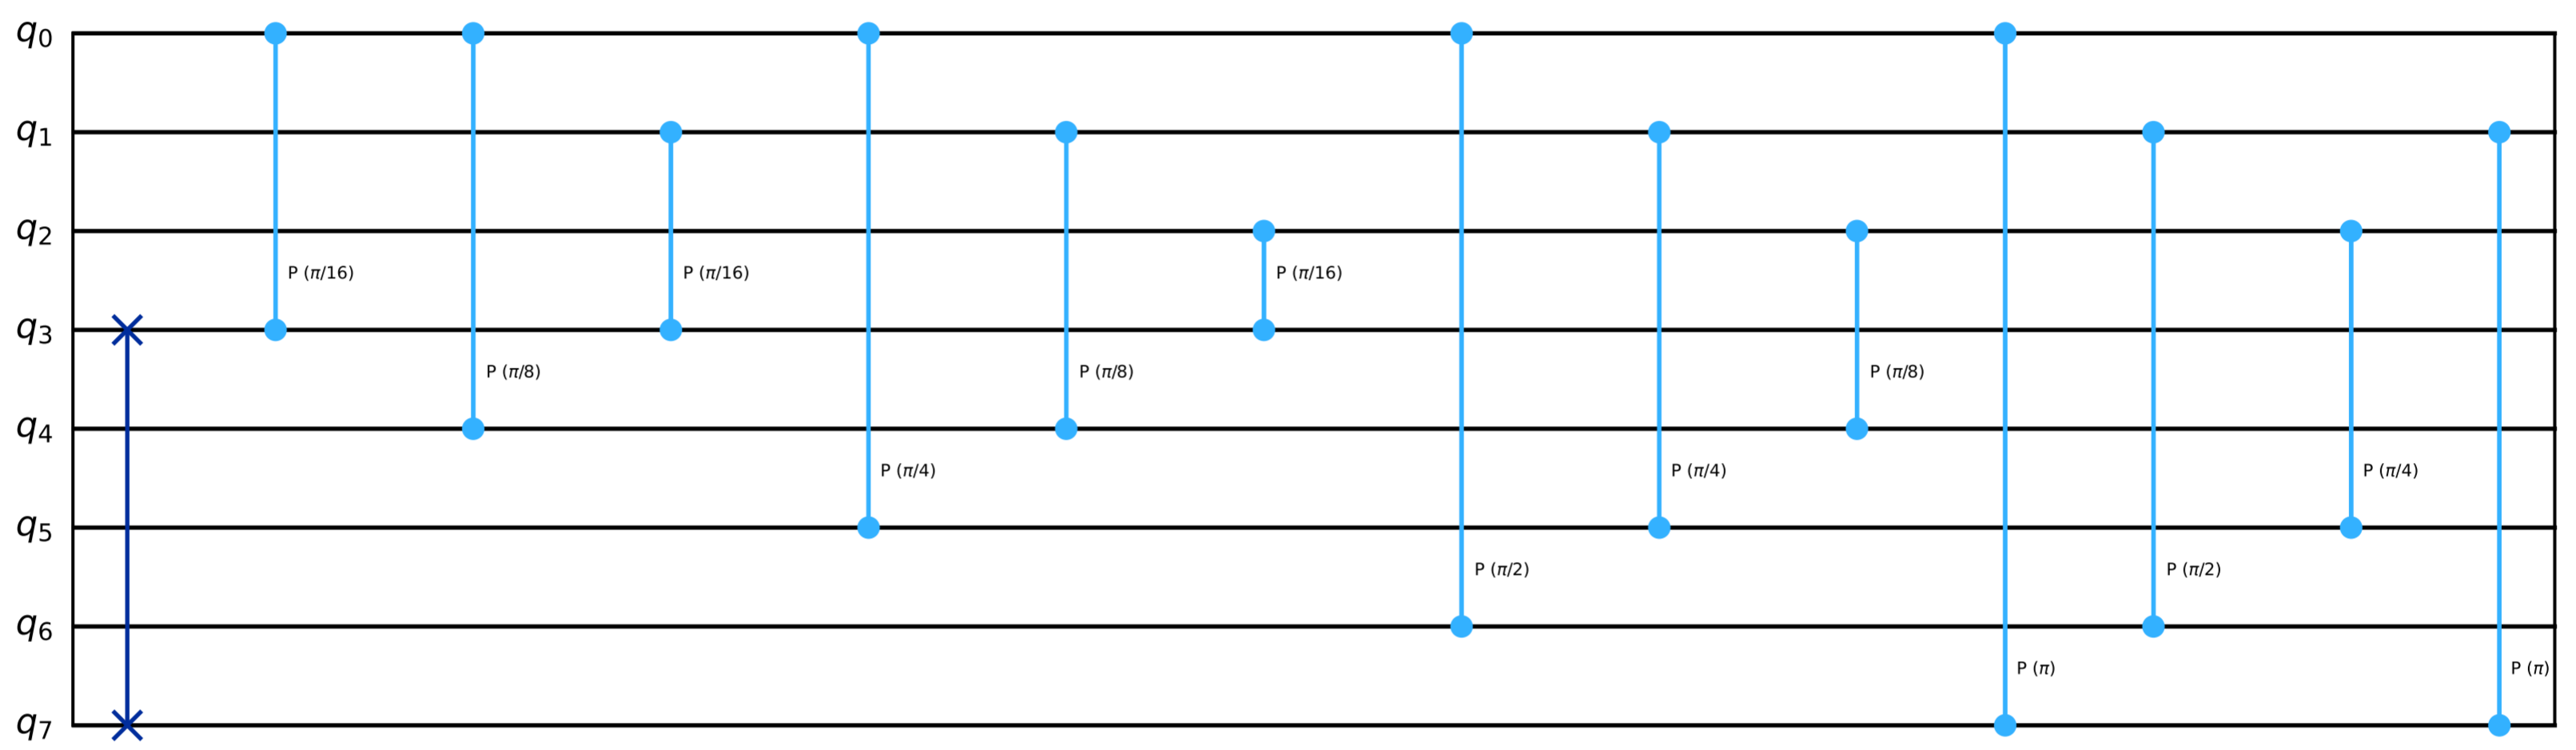 q₀
q₁
q₂
P (π/16)
P (π/16)
P (π/16)
q₃
P (π/8)
P (π/8)
P (π/8)
q₄
P (π/4)
P (π/4)
P (π/4)
q₅
P (π/2)
P (π/2)
q₆
P (π)
P (π)
q₇